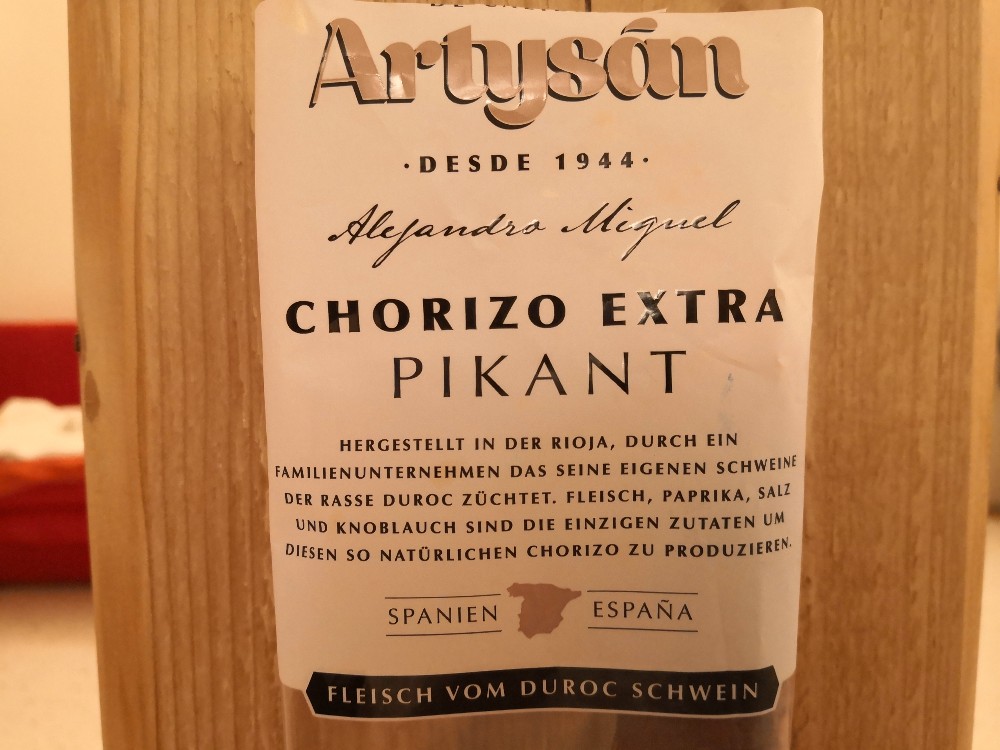 Artysán
·DESDE 1944·
Alejandro Miguel
CHORIZO EXTRA
PIKANT
HERGESTELLT IN DER RIOJA, DURCH EIN
FAMILIENUNTERNEHMEN DAS SEINE EIGENEN SCHWEINE
DER RASSE DUROC ZÜCHTET. FLEISCH, PAPRIKA, SALZ
UND KNOBLAUCH SIND DIE EINZIGEN ZUTATEN UM
DIESEN SO NATÜRLICHEN CHORIZO ZU PRODUZIEREN.
SPANIEN ESPAÑA
FLEISCH VOM DUROC SCHWEIN